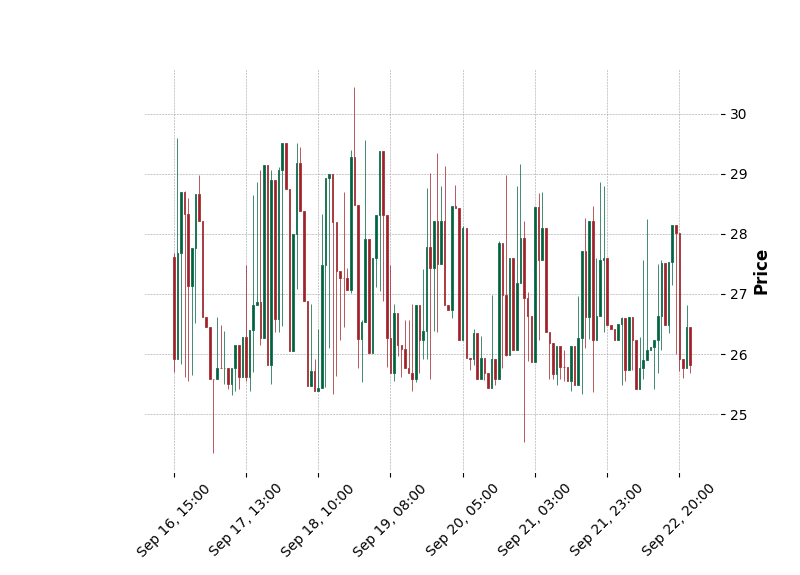 30
29
28
27
26
25
Price
Sep 16, 15:00
Sep 17, 13:00
Sep 18, 10:00
Sep 19, 08:00
Sep 20, 05:00
Sep 21, 03:00
Sep 21, 23:00
Sep 22, 20:00